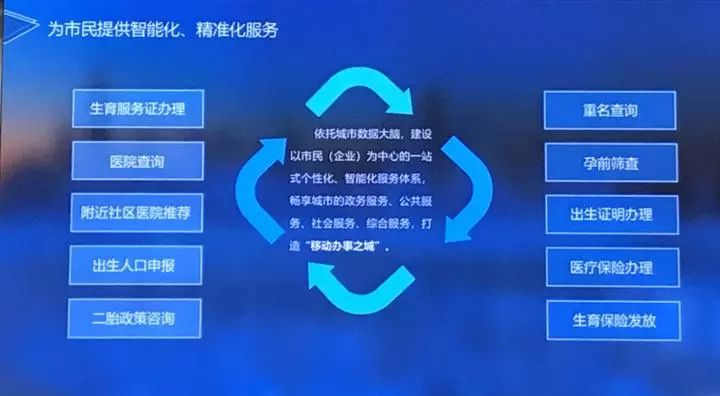 为市民提供智能化、精准化服务
生育服务证办理
医院查询
附近社区医院推荐
出生人口申报
二胎政策咨询
依托城市数据大脑，建设
以市民（企业）为中心的一站
式个性化、智能化服务体系，
畅享城市的政务服务、公共服
务、社会服务、综合服务，打
造“移动办事之城”。
重名查询
孕前筛查
出生证明办理
医疗保险办理
生育保险发放